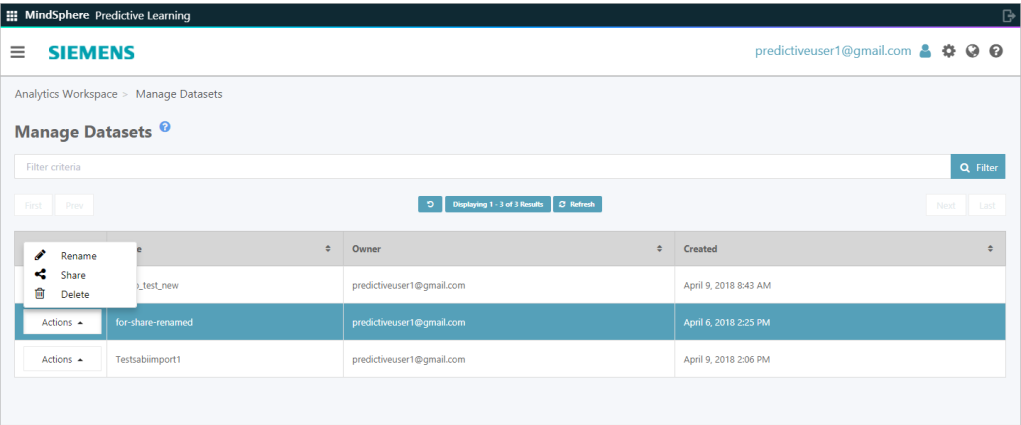 MindSphere Predictive Learning
SIEMENS
predictiveuser1@gmail.com
Analytics Workspace > Manage Datasets
Manage Datasets
Filter criteria
Filter
First Prev Displaying 1 - 3 of 3 Results Refresh Next Last
Owner Created
Rename
Share
Delete
_test_new predictiveuser1@gmail.com April 9, 2018 8:43 AM
Actions for-share-renamed predictiveuser1@gmail.com April 6, 2018 2:25 PM
Actions Testsabiimport1 predictiveuser1@gmail.com April 9, 2018 2:06 PM